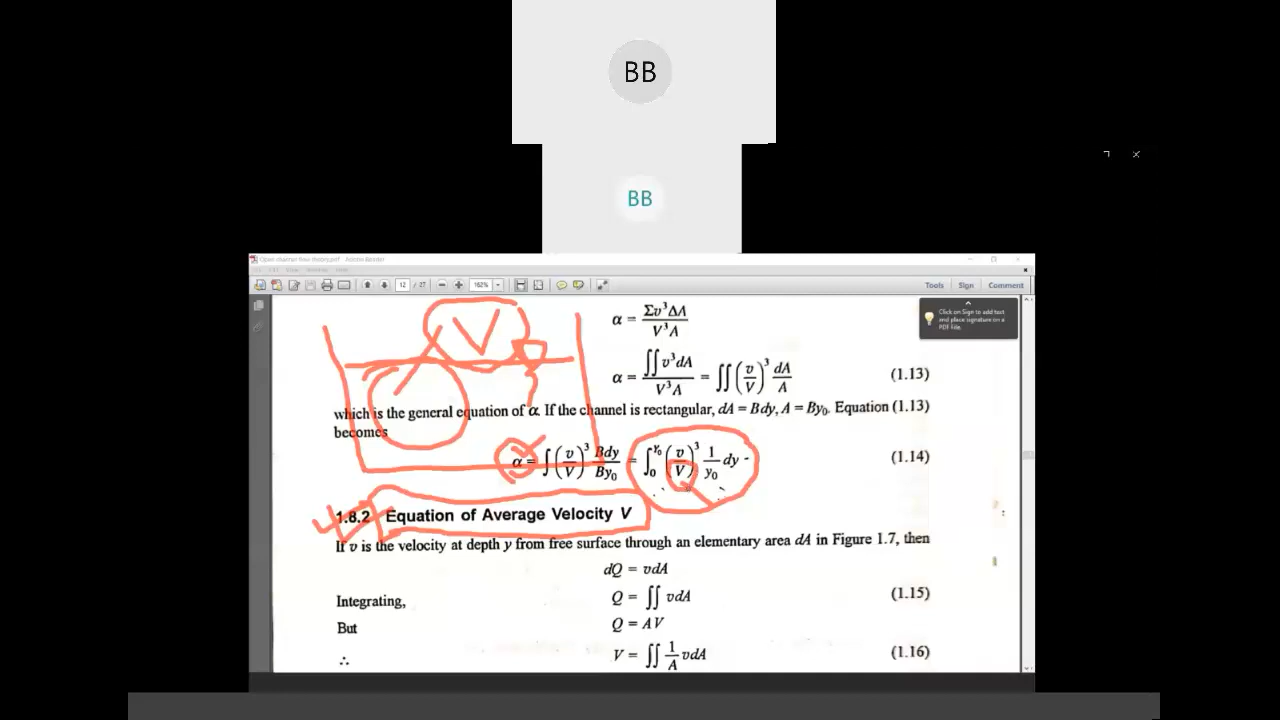 BB
BB
Open channel flow theory.pdf - Adobe Reader
12 / 27
162%
Tools Sign Comment
Click on Sign to add text and place signature on a PDF file.
V
α = Σv³ΔA / V³A
α = ∬v³dA / V³A = ∬ (v/V)³ dA/A (1.13)
which is the general equation of α. If the channel is rectangular, dA = Bdy, A = By₀. Equation (1.13)
becomes
α = ∫ (v/V)³ Bdy/By₀ = ∫₀^y₀ (v/V)³ 1/y₀ dy (1.14)
1.8.2 Equation of Average Velocity V
If v is the velocity at depth y from free surface through an elementary area dA in Figure 1.7, then
dQ = vdA
Integrating, Q = ∬ vdA (1.15)
But Q = AV
∴ V = ∬ 1/A vdA (1.16)